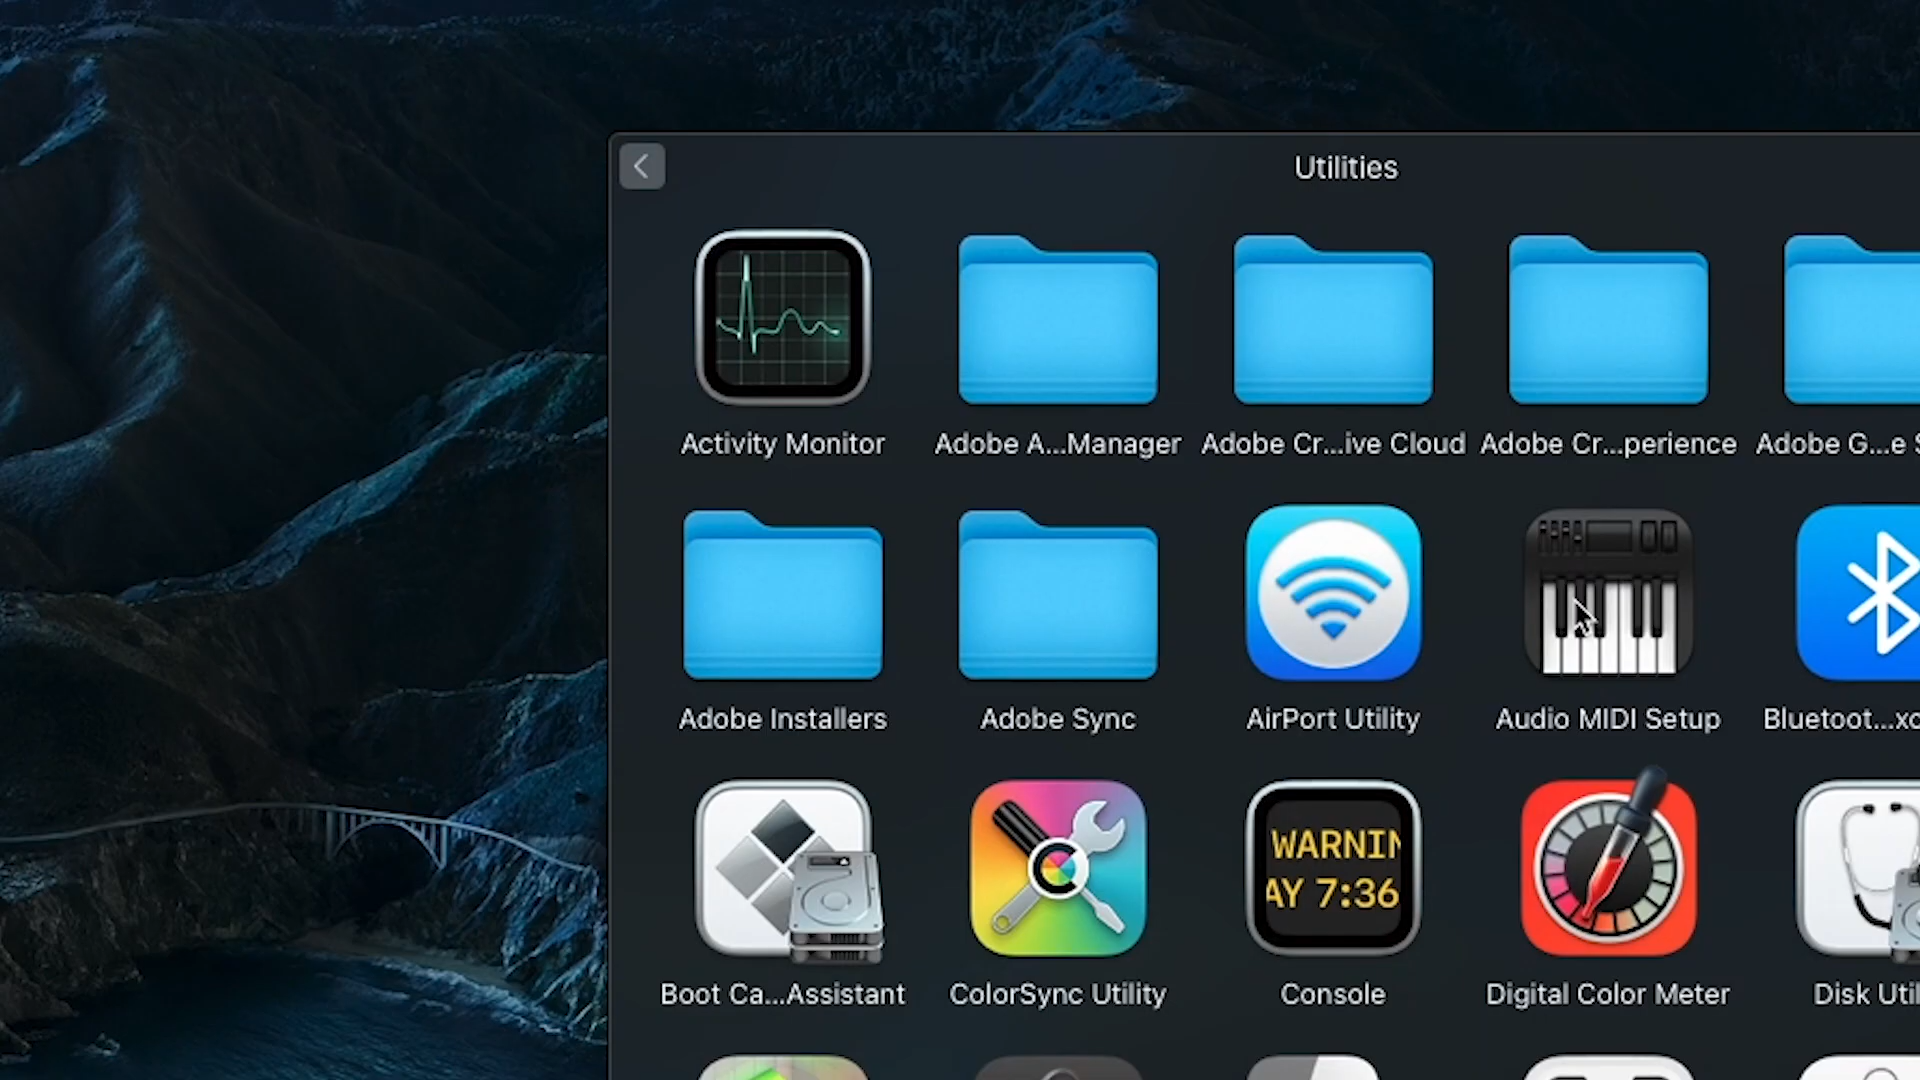 Utilities
Activity Monitor
Adobe A...Manager
Adobe Cr...ive Cloud
Adobe Cr...perience
Adobe G...e S
Adobe Installers
Adobe Sync
AirPort Utility
Audio MIDI Setup
Bluetoot...xc
WARNIN
AY 7:36
Boot Ca...Assistant
ColorSync Utility
Console
Digital Color Meter
Disk Util